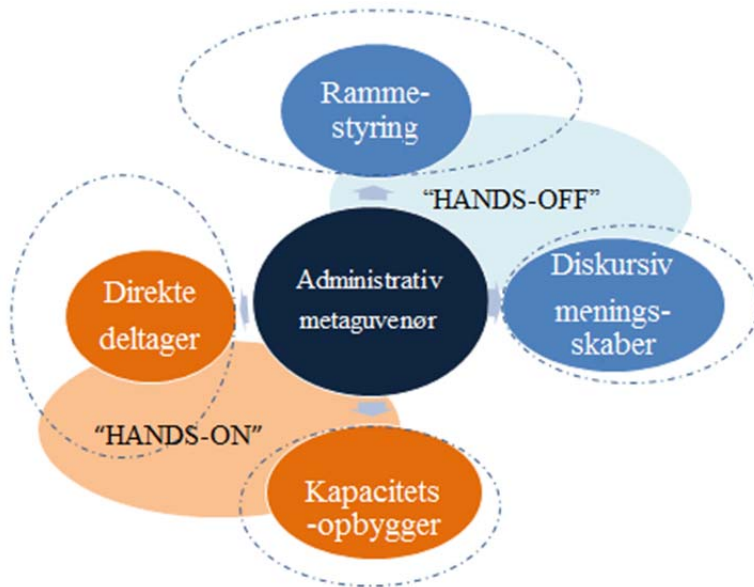 Ramme-
styring
“HANDS-OFF”
Administrativ
metaguvenør
Diskursiv
menings-
skaber
Direkte
deltager
“HANDS-ON”
Kapacitets
-opbygger